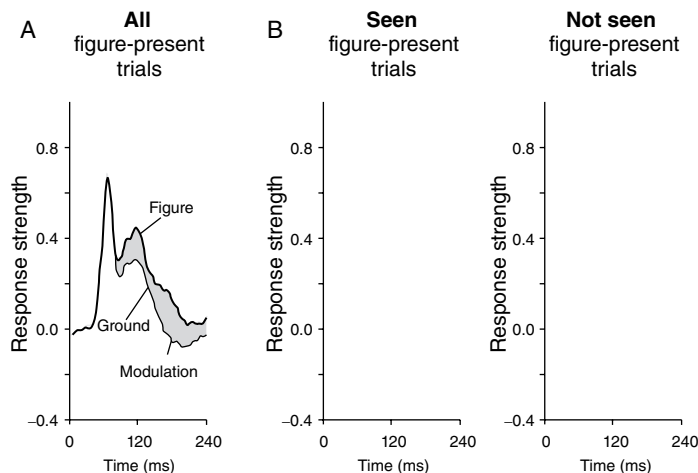 A
All
figure-present
trials
Response strength
0.8
0.4
0.0
–0.4
Figure
Ground
Modulation
0 120 240
Time (ms)
B
Seen
figure-present
trials
Response strength
0.8
0.4
0.0
–0.4
0 120 240
Time (ms)
Not seen
figure-present
trials
Response strength
0.8
0.4
0.0
–0.4
0 120 240
Time (ms)